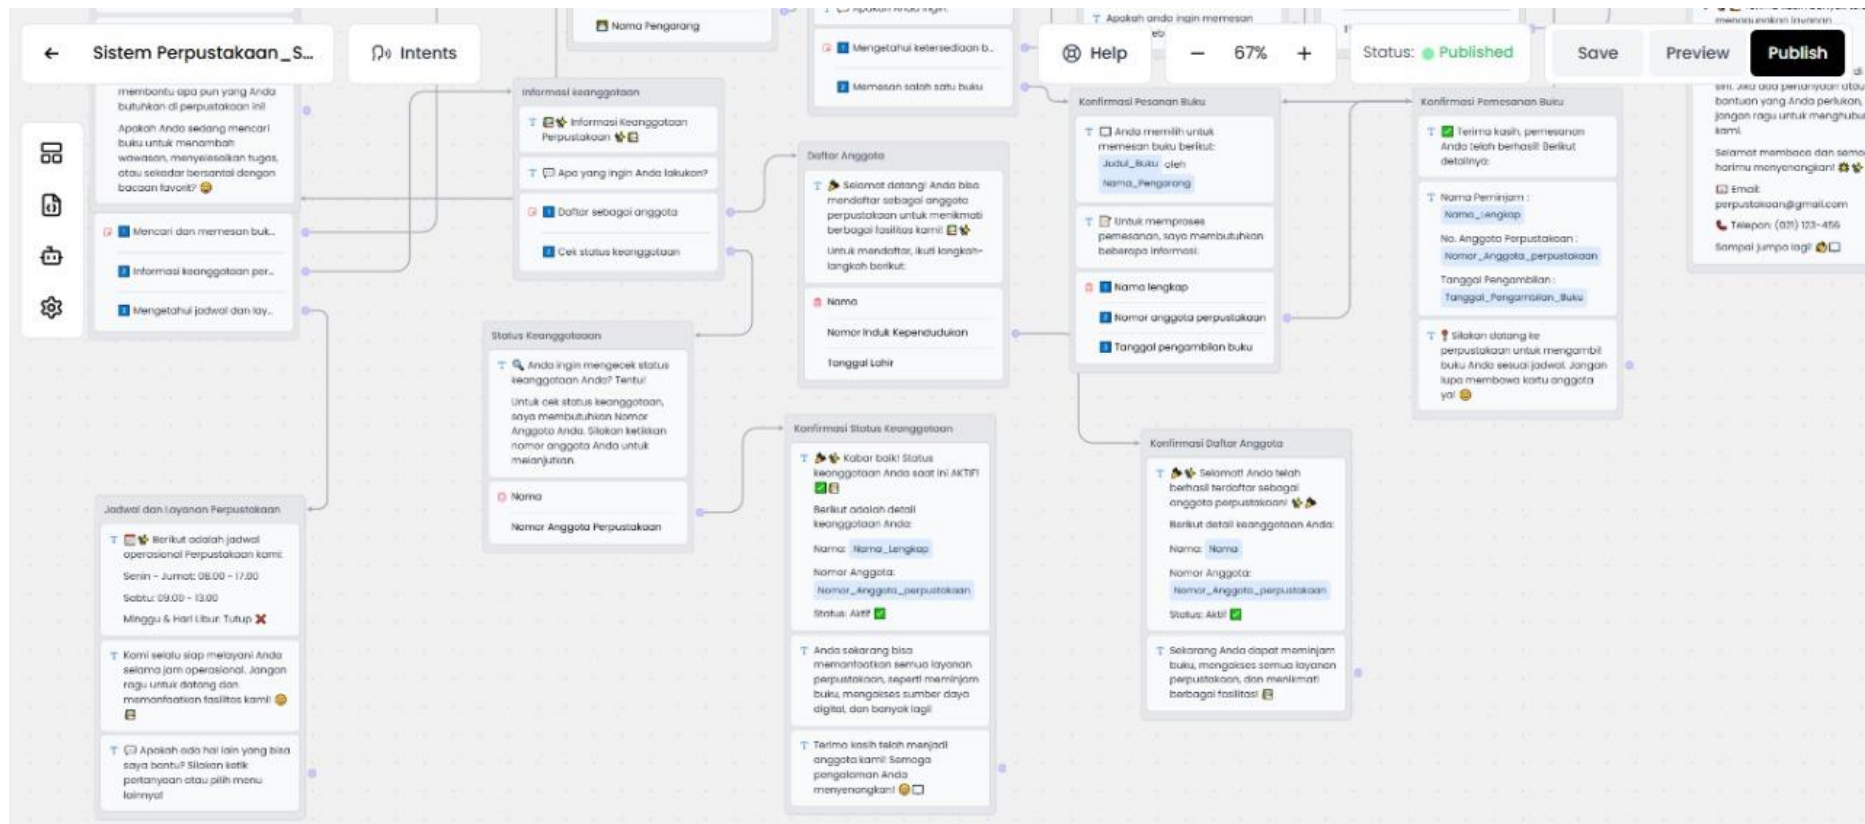 Nama Pengarang
Mengetahui ketersediaan b...
Memesan salah satu buku
Apakah anda ingin memesan
Sistem Perpustakaan_S...
Intents
Help
67%
Status: Published
Save
Preview
Publish
membantu apa pun yang Anda
butuhkan di perpustakaan ini!
Apakah Anda sedang mencari
buku untuk menambah
wawasan, menyelesaikan tugas,
atau sekadar bersantai dengan
bacaan favorit? 😊
1 Mencari dan memesan buk...
2 Informasi keanggotaan per...
3 Mengetahui jadwal dan lay...
Informasi keanggotaan
Informasi Keanggotaan
Perpustakaan
Apa yang ingin Anda lakukan?
1 Daftar sebagai anggota
2 Cek status keanggotaan
Status Keanggotaaan
Anda ingin mengecek status
keanggotaan Anda? Tentu!
Untuk cek status keanggotaan,
saya membutuhkan Nomor
Anggota Anda. Silakan ketikkan
nomor anggota Anda untuk
melanjutkan.
Nama
Nomor Anggota Perpustakaan
Jadwal dan Layanan Perpustakaan
Berikut adalah jadwal
operasional Perpustakaan kami:
Senin - Jumat: 08.00 - 17.00
Sabtu: 09.00 - 13.00
Minggu & Hari Libur: Tutup ❌
Kami selalu siap melayani Anda
selama jam operasional. Jangan
ragu untuk datang dan
memanfaatkan fasilitas kami! 😊
Apakah ada hal lain yang bisa
saya bantu? Silakan ketik
pertanyaan atau pilih menu
lainnya!
Daftar Anggota
Selamat datang! Anda bisa
mendaftar sebagai anggota
perpustakaan untuk menikmati
berbagai fasilitas kami!
Untuk mendaftar, ikuti langkah-
langkah berikut:
Nama
Nomor Induk Kependudukan
Tanggal Lahir
Konfirmasi Status Keanggotaan
Kabar baik! Status
keanggotaan Anda saat ini AKTIF!
Berikut adalah detail
keanggotaan Anda:
Nama: Nama_Lengkap
Nomor Anggota:
Nomor_Anggota_perpustakaan
Status: Aktif ✅
Anda sekarang bisa
memanfaatkan semua layanan
perpustakaan, seperti meminjam
buku, mengakses sumber daya
digital, dan banyak lagi!
Terima kasih telah menjadi
anggota kami! Semoga
pengalaman Anda
menyenangkan! 😊
Konfirmasi Pesanan Buku
Anda memilih untuk
memesan buku berikut:
Judul_Buku oleh
Nama_Pengarang
Untuk memproses
pemesanan, saya membutuhkan
beberapa informasi:
1 Nama lengkap
2 Nomor anggota perpustakaan
3 Tanggal pengambilan buku
Konfirmasi Daftar Anggota
Selamat! Anda telah
berhasil terdaftar sebagai
anggota perpustakaan!
Berikut detail keanggotaan Anda:
Nama: Nama
Nomor Anggota:
Nomor_Anggota_perpustakaan
Status: Aktif ✅
Sekarang Anda dapat meminjam
buku, mengakses semua layanan
perpustakaan, dan menikmati
berbagai fasilitas!
Konfirmasi Pemesanan Buku
✅ Terima kasih, pemesanan
Anda telah berhasil! Berikut
detailnya:
Nama Peminjam :
Nama_Lengkap
No. Anggota Perpustakaan :
Nomor_Anggota_perpustakaan
Tanggal Pengambilan :
Tanggal_Pengambilan_Buku
Silakan datang ke
perpustakaan untuk mengambil
buku Anda sesuai jadwal. Jangan
lupa membawa kartu anggota
ya! 😊
sini. Jika ada pertanyaan atau
bantuan yang Anda perlukan,
jangan ragu untuk menghubu
kami.
Selamat membaca dan semo
harimu menyenangkan!
Email:
perpustakaan@gmail.com
Telepon: (021) 123-456
Sampai jumpa lagi!